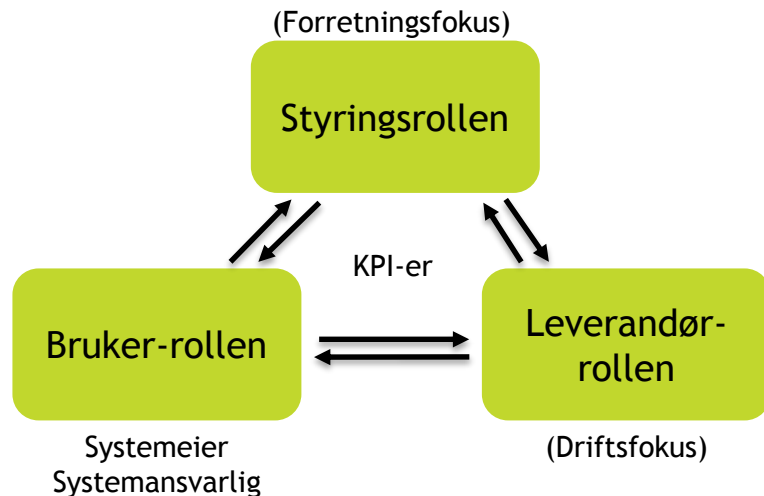 (Forretningsfokus)
Styringsrollen
KPI-er
Bruker-rollen
Leverandør-
rollen
Systemeier
Systemansvarlig
(Driftsfokus)